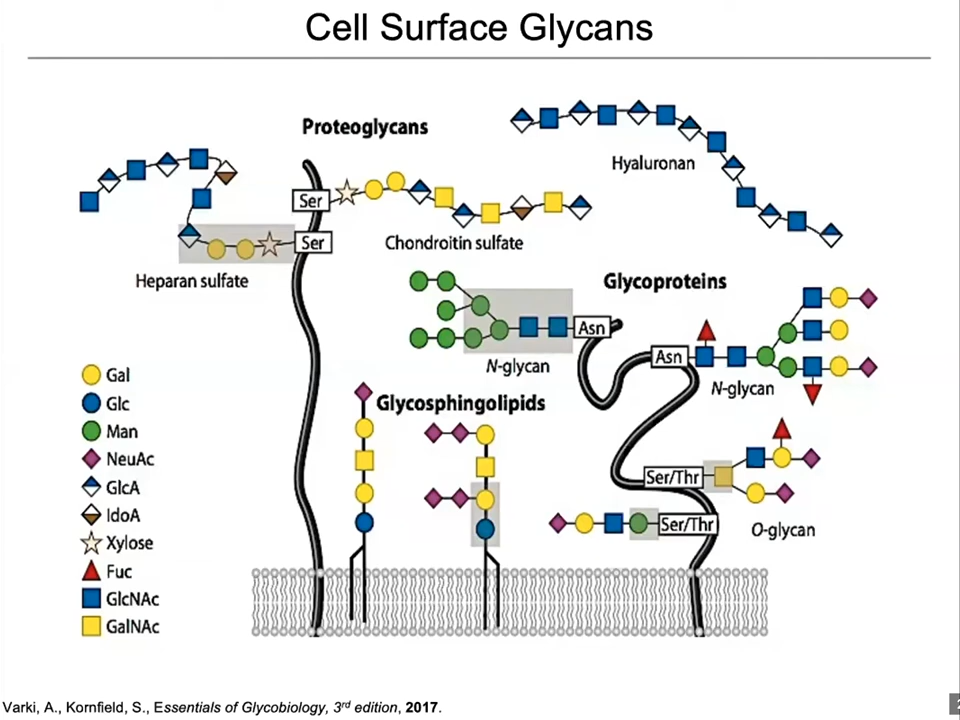 Cell Surface Glycans
Proteoglycans
Hyaluronan
Ser
Chondroitin sulfate
Ser
Heparan sulfate
Glycoproteins
Asn
N-glycan
Asn
N-glycan
Gal
Glc
Man
NeuAc
GlcA
IdoA
Xylose
Fuc
GlcNAc
GalNAc
Glycosphingolipids
Ser/Thr
Ser/Thr
O-glycan
Varki, A., Kornfield, S., Essentials of Glycobiology, 3rd edition, 2017.